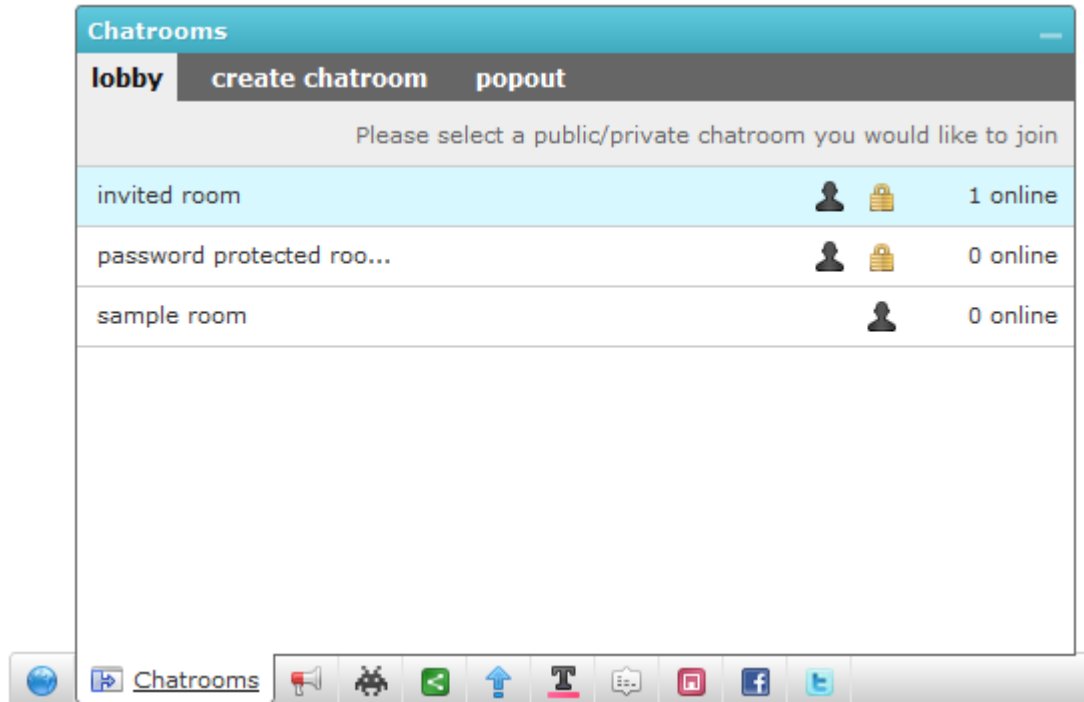 Chatrooms
lobby create chatroom popout
Please select a public/private chatroom you would like to join
invited room 1 online
password protected roo... 0 online
sample room 0 online
Chatrooms